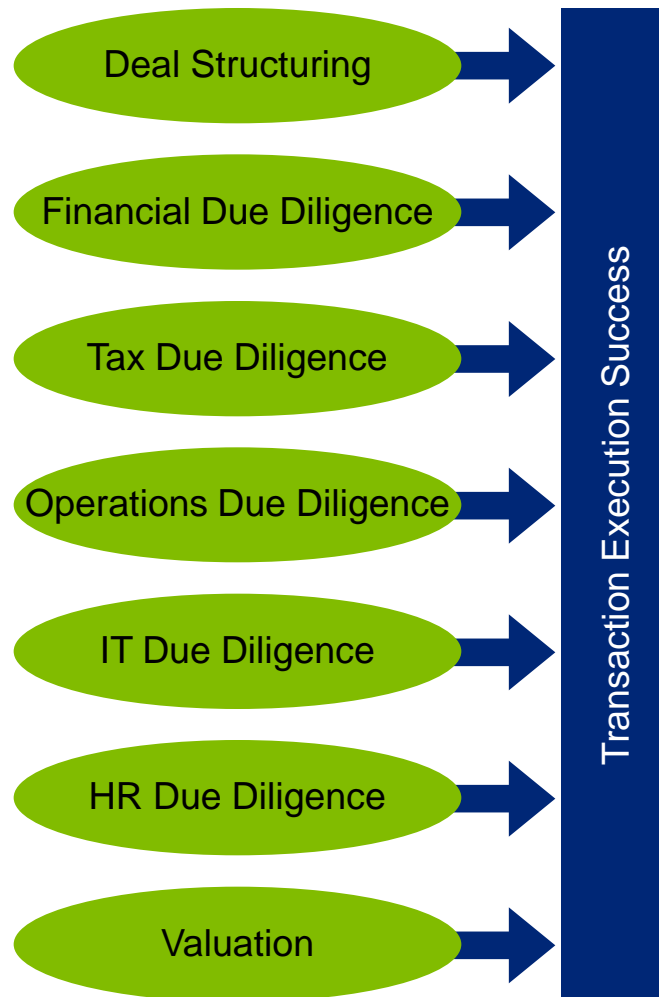 Deal Structuring
Financial Due Diligence
Tax Due Diligence
Operations Due Diligence
IT Due Diligence
HR Due Diligence
Valuation
Transaction Execution Success